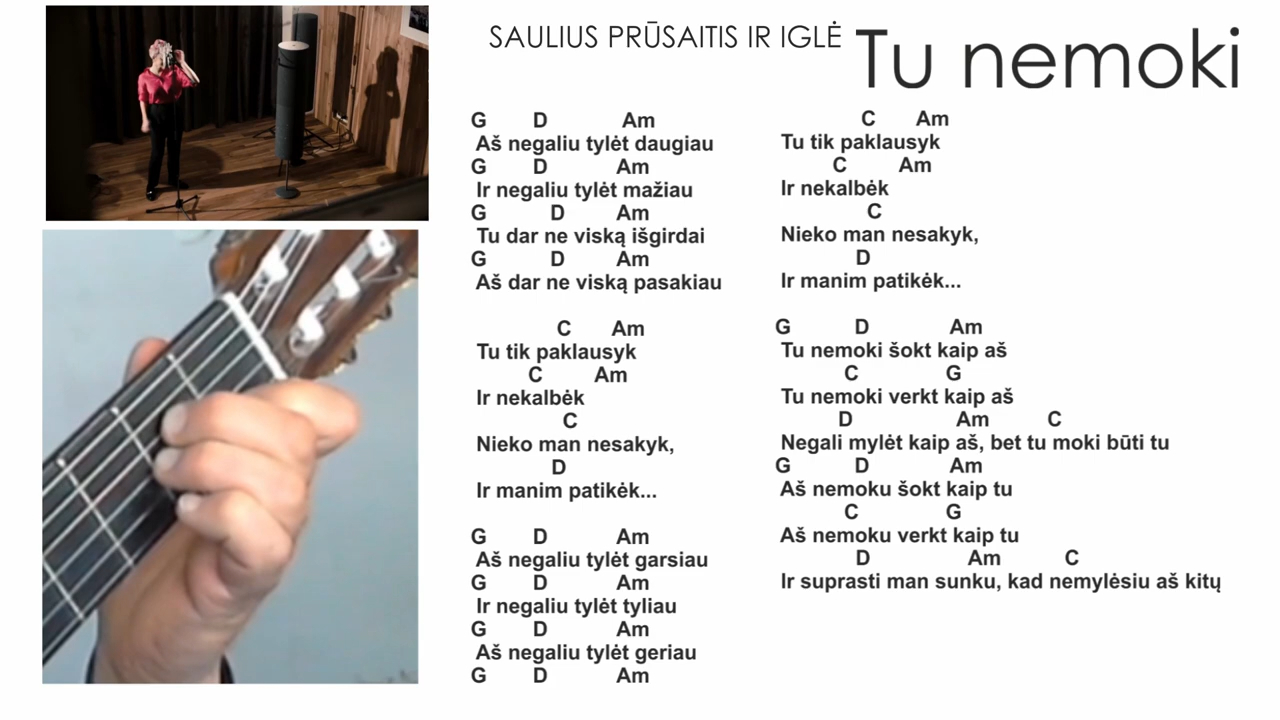 SAULIUS PRŪSAITIS IR IGLĖ
Tu nemoki
G D Am
Aš negaliu tylėt daugiau
G D Am
Ir negaliu tylėt mažiau
G D Am
Tu dar ne viską išgirdai
G D Am
Aš dar ne viską pasakiau
C Am
Tu tik paklausyk
C Am
Ir nekalbėk
C
Nieko man nesakyk,
D
Ir manim patikėk...
G D Am
Aš negaliu tylėt garsiau
G D Am
Ir negaliu tylėt tyliau
G D Am
Aš negaliu tylėt geriau
G D Am
C Am
Tu tik paklausyk
C Am
Ir nekalbėk
C
Nieko man nesakyk,
D
Ir manim patikėk...
G D Am
Tu nemoki šokt kaip aš
C G
Tu nemoki verkt kaip aš
D Am C
Negali mylėt kaip aš, bet tu moki būti tu
G D Am
Aš nemoku šokt kaip tu
C G
Aš nemoku verkt kaip tu
D Am C
Ir suprasti man sunku, kad nemylėsiu aš kitų